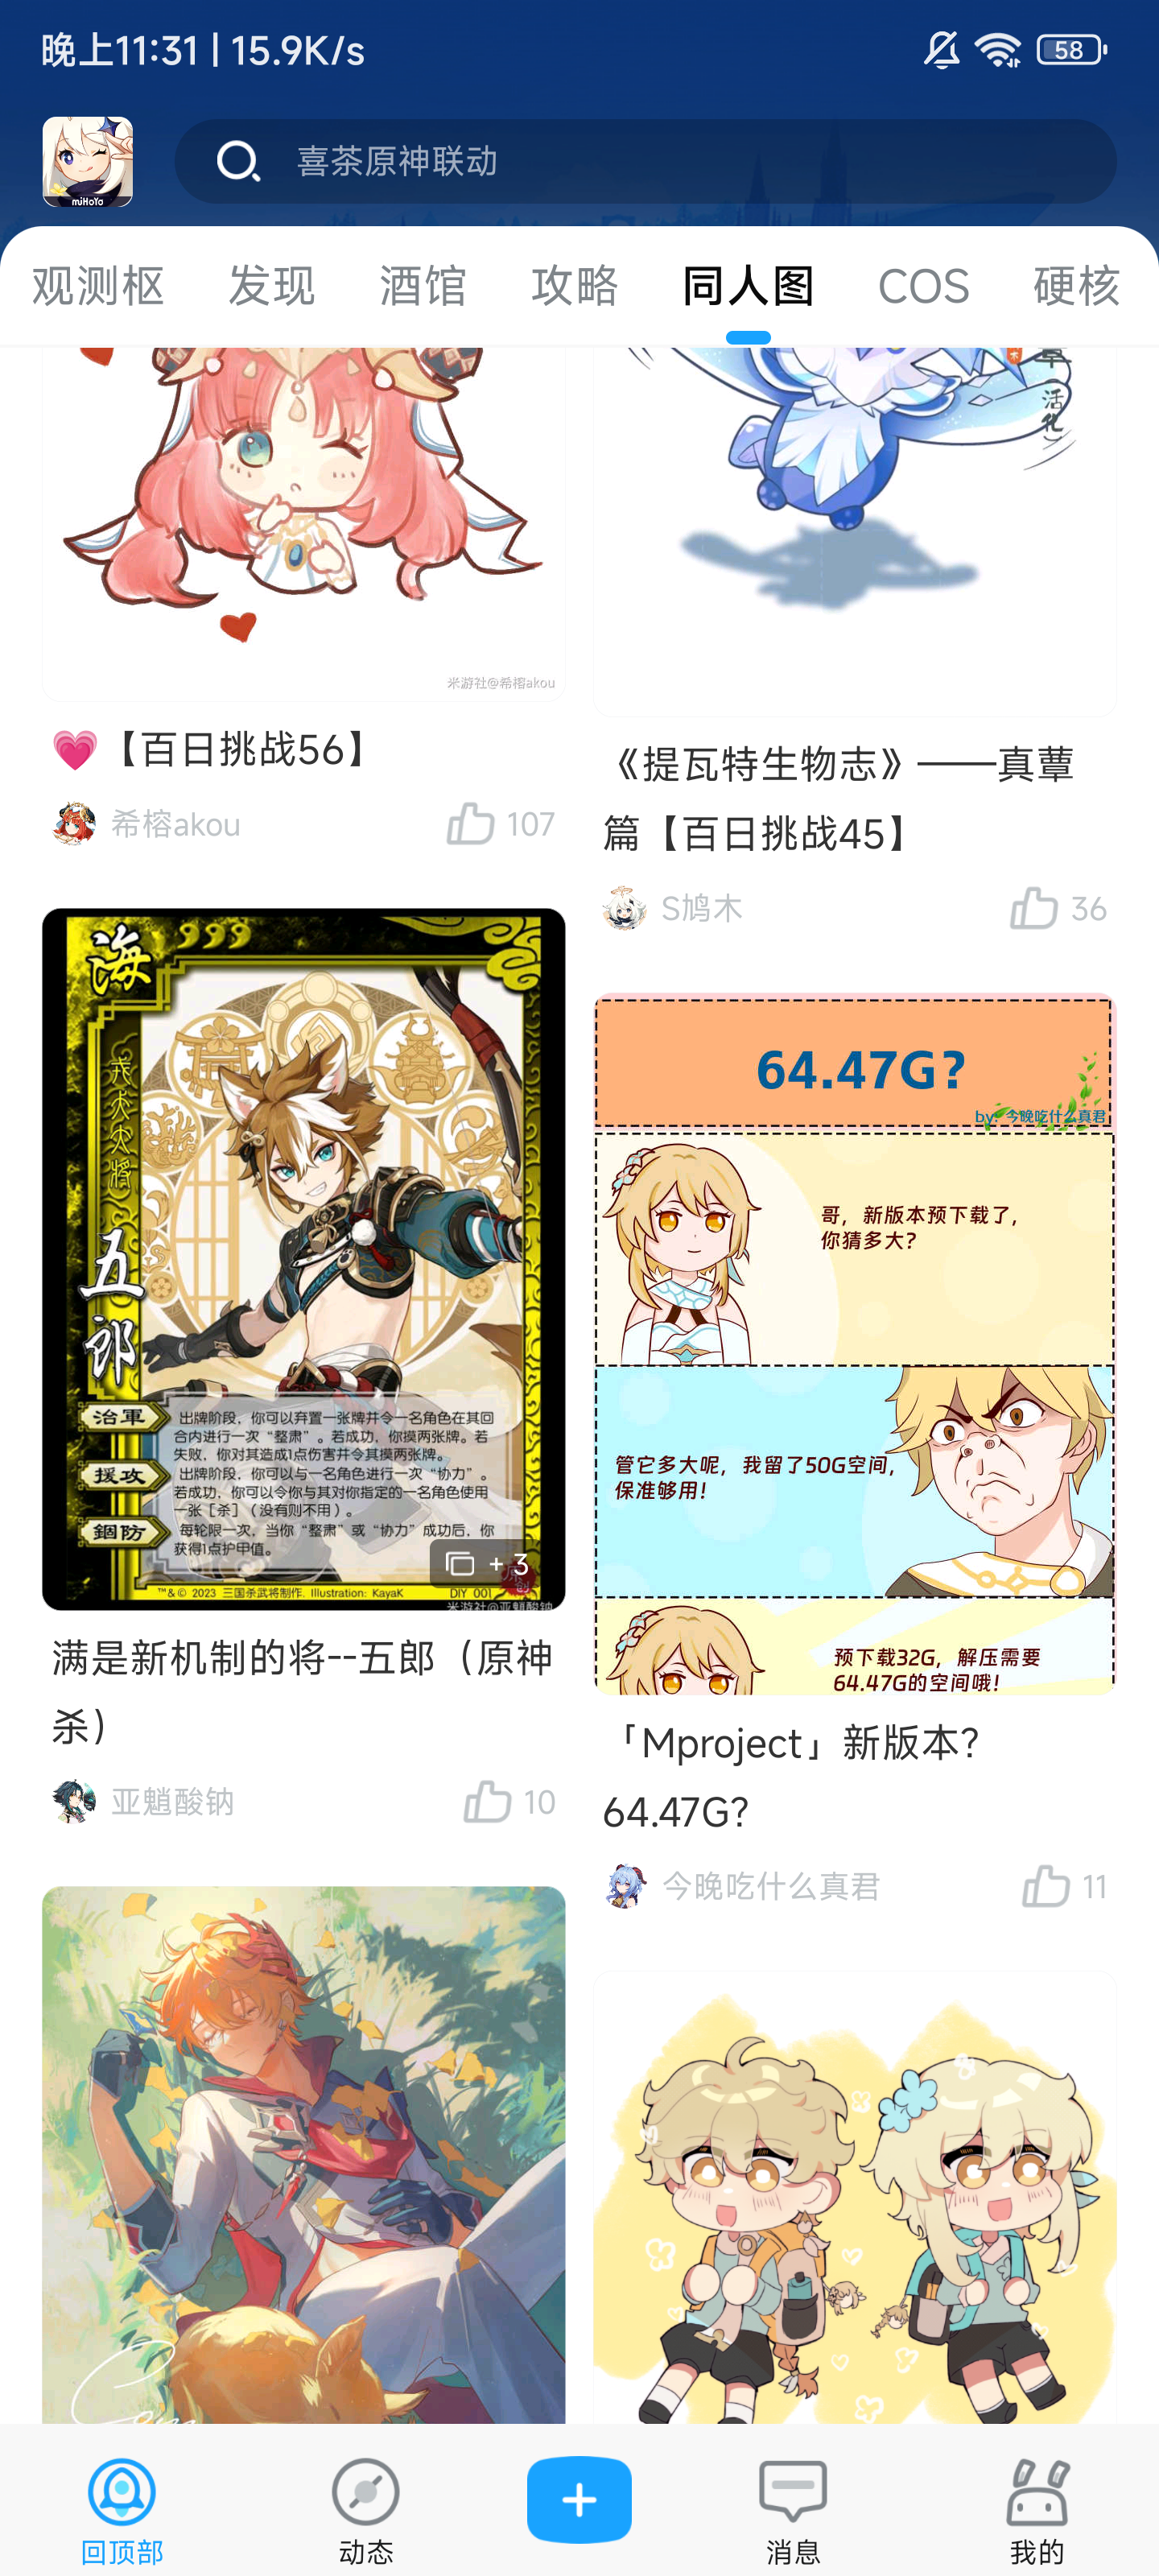 晚上11:31 | 15.9K/s
58
miHoYo
喜茶原神联动
观测枢 发现 酒馆 攻略 同人图 COS 硬核
活化)
米游社@希榕akou
💗【百日挑战56】
希榕akou 107
《提瓦特生物志》——真蕈
篇【百日挑战45】
S鸠木 36
海
五郎
治軍 出牌阶段，你可以弃置一张牌并令一名角色在其回
合内进行一次“整肃”。若成功，你摸两张牌。若
失败，你对其造成1点伤害并令其摸两张牌。
援攻 出牌阶段，你可以与一名角色进行一次“协力”。
若成功，你可以令你与其对你指定的一名角色使用
一张［杀］（没有则不用）。
錮防 每轮限一次，当你“整肃”或“协力”成功后，你
获得1点护甲值。
+ 3
™&© 2023 三国杀武将制作. Illustration: KayaK DIY 001
米游社@亚魈酸钠
满是新机制的将--五郎（原神
杀）
亚魈酸钠 10
64.47G?
by: 今晚吃什么真君
哥，新版本预下载了，
你猜多大？
管它多大呢，我留了50G空间，
保准够用！
预下载32G，解压需要
64.47G的空间哦！
「Mproject」新版本？
64.47G？
今晚吃什么真君 11
回顶部 动态 消息 我的